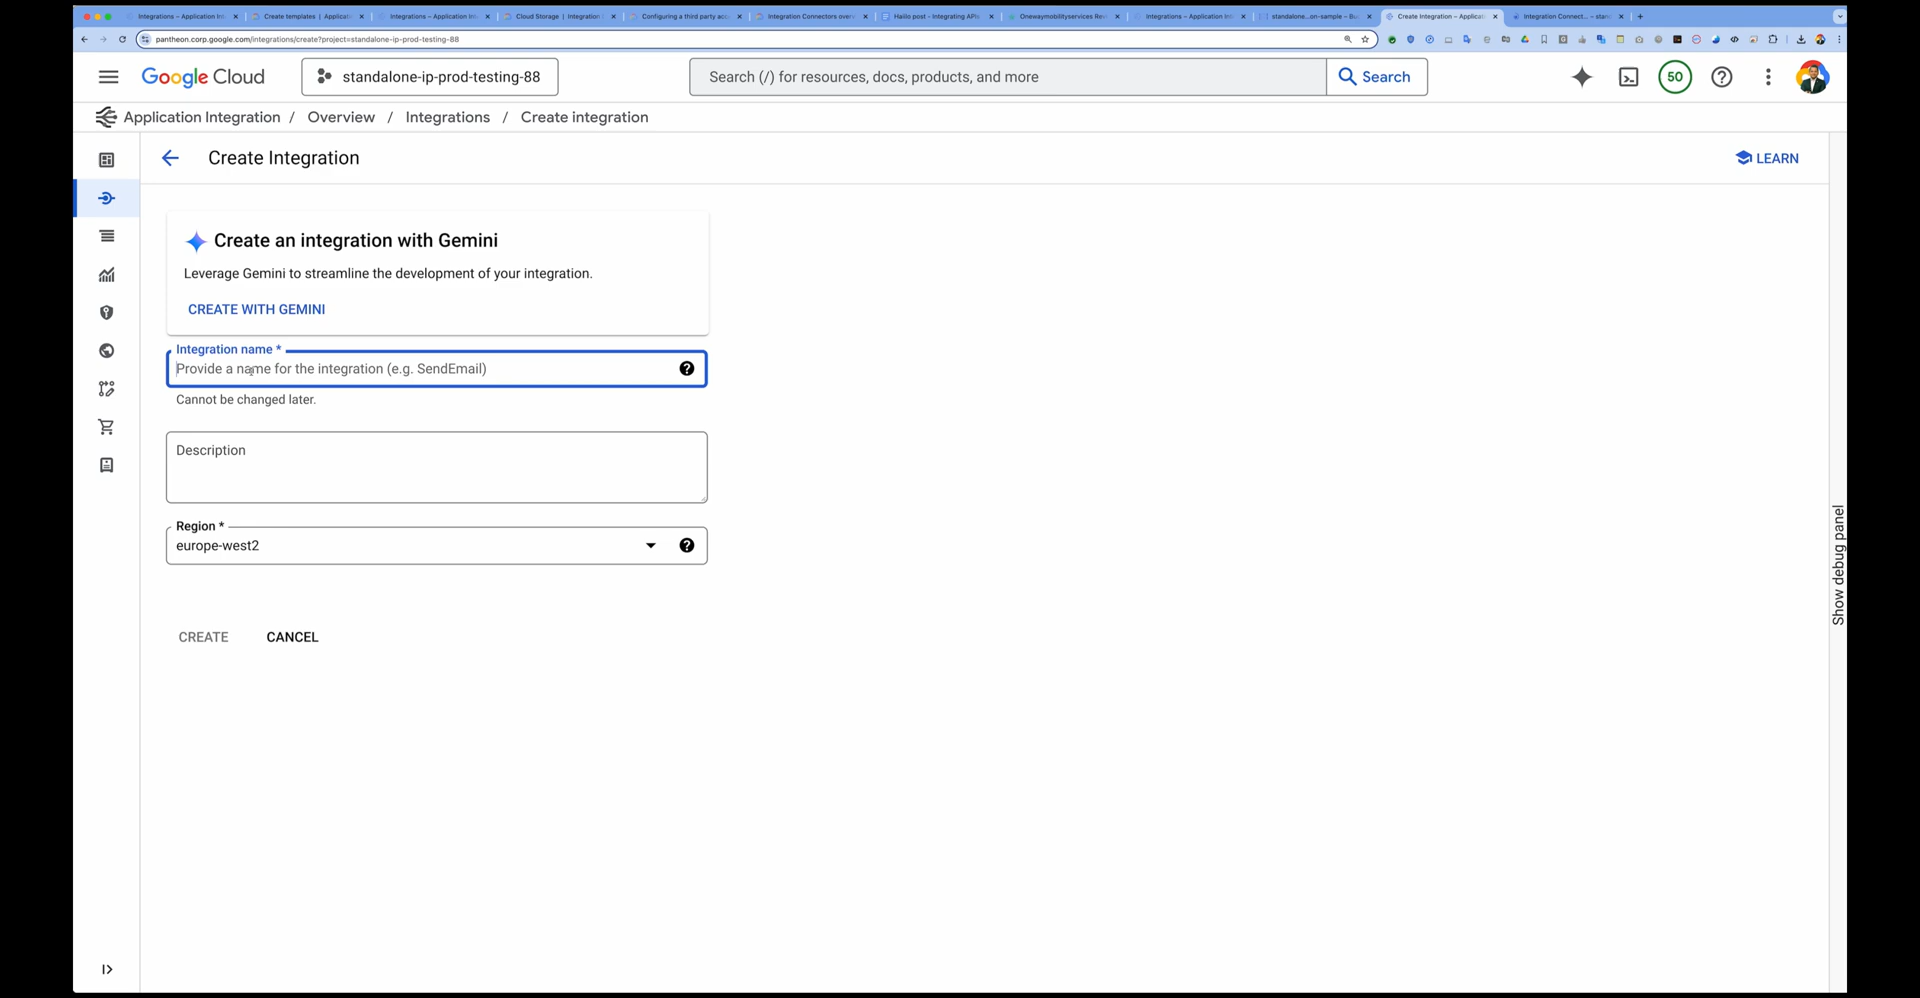 Integrations – Application Int
Create templates | Applicati
Integrations – Application Int
Cloud Storage | Integration
Configuring a third party acc
Integration Connectors over
Hailo post - Integrating APIs
Onewaymobilityservices Re
Integrations – Application Int
standalone...on-sample – Bu
Create Integration – Applicat
Integration Connect... – stan
pantheon.corp.google.com/integrations/create?project=standalone-ip-prod-testing-88
Google Cloud
standalone-ip-prod-testing-88
Search (/) for resources, docs, products, and more
Search
50
Application Integration / Overview / Integrations / Create integration
Create Integration
LEARN
Create an integration with Gemini
Leverage Gemini to streamline the development of your integration.
CREATE WITH GEMINI
Integration name *
Provide a name for the integration (e.g. SendEmail)
Cannot be changed later.
Description
Region *
europe-west2
CREATE
CANCEL
Show debug panel